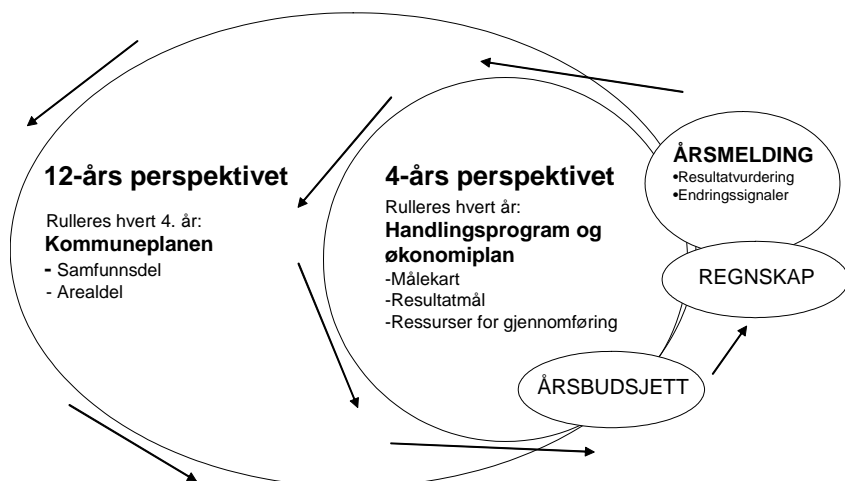 12-års perspektivet
Rulleres hvert 4. år:
Kommuneplanen
- Samfunnsdel
- Arealdel
4-års perspektivet
Rulleres hvert år:
Handlingsprogram og
økonomiplan
-Målekart
-Resultatmål
-Ressurser for gjennomføring
ÅRSMELDING
•Resultatvurdering
•Endringssignaler
REGNSKAP
ÅRSBUDSJETT